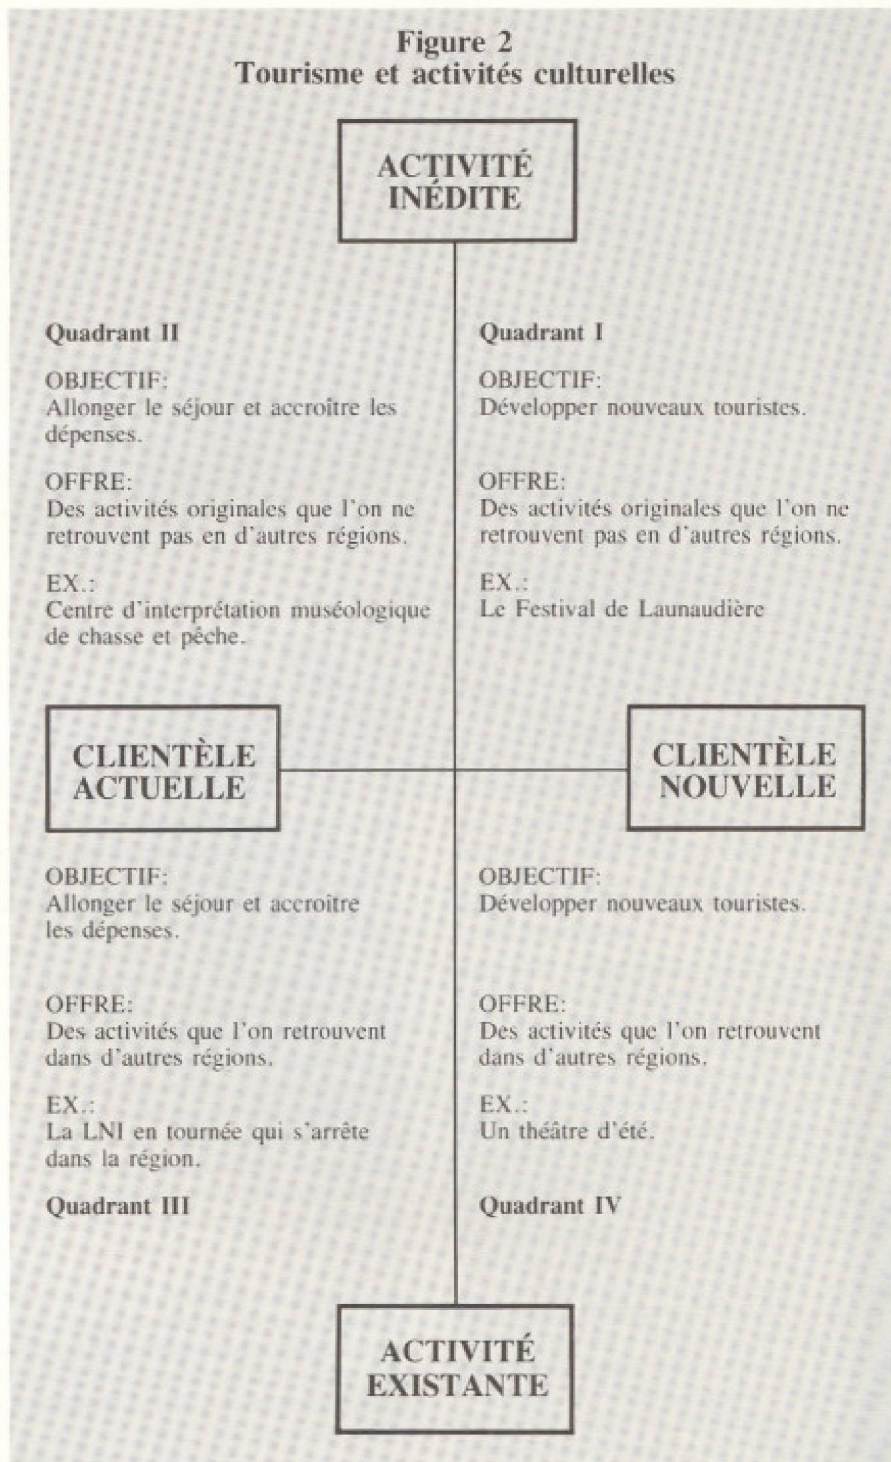 Figure 2
Tourisme et activités culturelles
ACTIVITÉ
INÉDITE
Quadrant II
OBJECTIF:
Allonger le séjour et accroître les
dépenses.
OFFRE:
Des activités originales que l'on ne
retrouvent pas en d'autres régions.
EX.:
Centre d'interprétation muséologique
de chasse et pêche.
Quadrant I
OBJECTIF:
Développer nouveaux touristes.
OFFRE:
Des activités originales que l'on ne
retrouvent pas en d'autres régions.
EX.:
Le Festival de Launaudière
CLIENTÈLE
ACTUELLE
CLIENTÈLE
NOUVELLE
OBJECTIF:
Allonger le séjour et accroître
les dépenses.
OFFRE:
Des activités que l'on retrouvent
dans d'autres régions.
EX.:
La LNI en tournée qui s'arrête
dans la région.
Quadrant III
OBJECTIF:
Développer nouveaux touristes.
OFFRE:
Des activités que l'on retrouvent
dans d'autres régions.
EX.:
Un théâtre d'été.
Quadrant IV
ACTIVITÉ
EXISTANTE